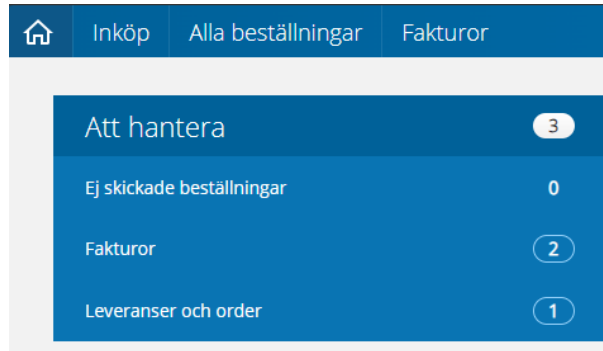 Inköp Alla beställningar Fakturor
Att hantera 3
Ej skickade beställningar 0
Fakturor 2
Leveranser och order 1